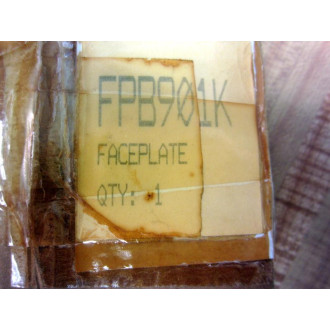 FPB901K
FACEPLATE
QTY: 1